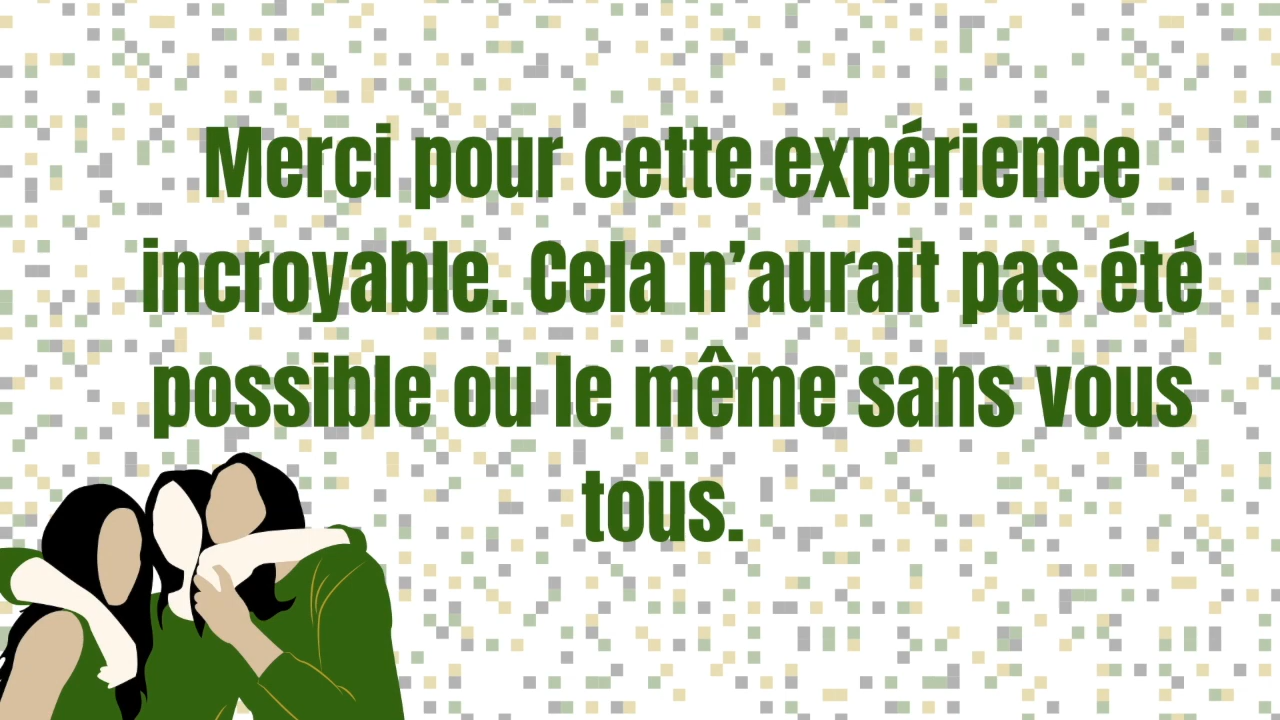 Merci pour cette expérience
incroyable. Cela n’aurait pas été
possible ou le même sans vous
tous.